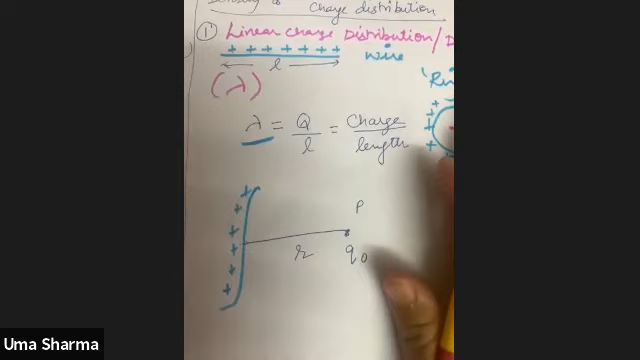 Charge distribution
① Linear charge Distribution/
+ + + + + + +
l
wire
(λ)
λ = Q/l = Charge/length
+
+
+
+
+
+
P
r
q₀
Uma Sharma